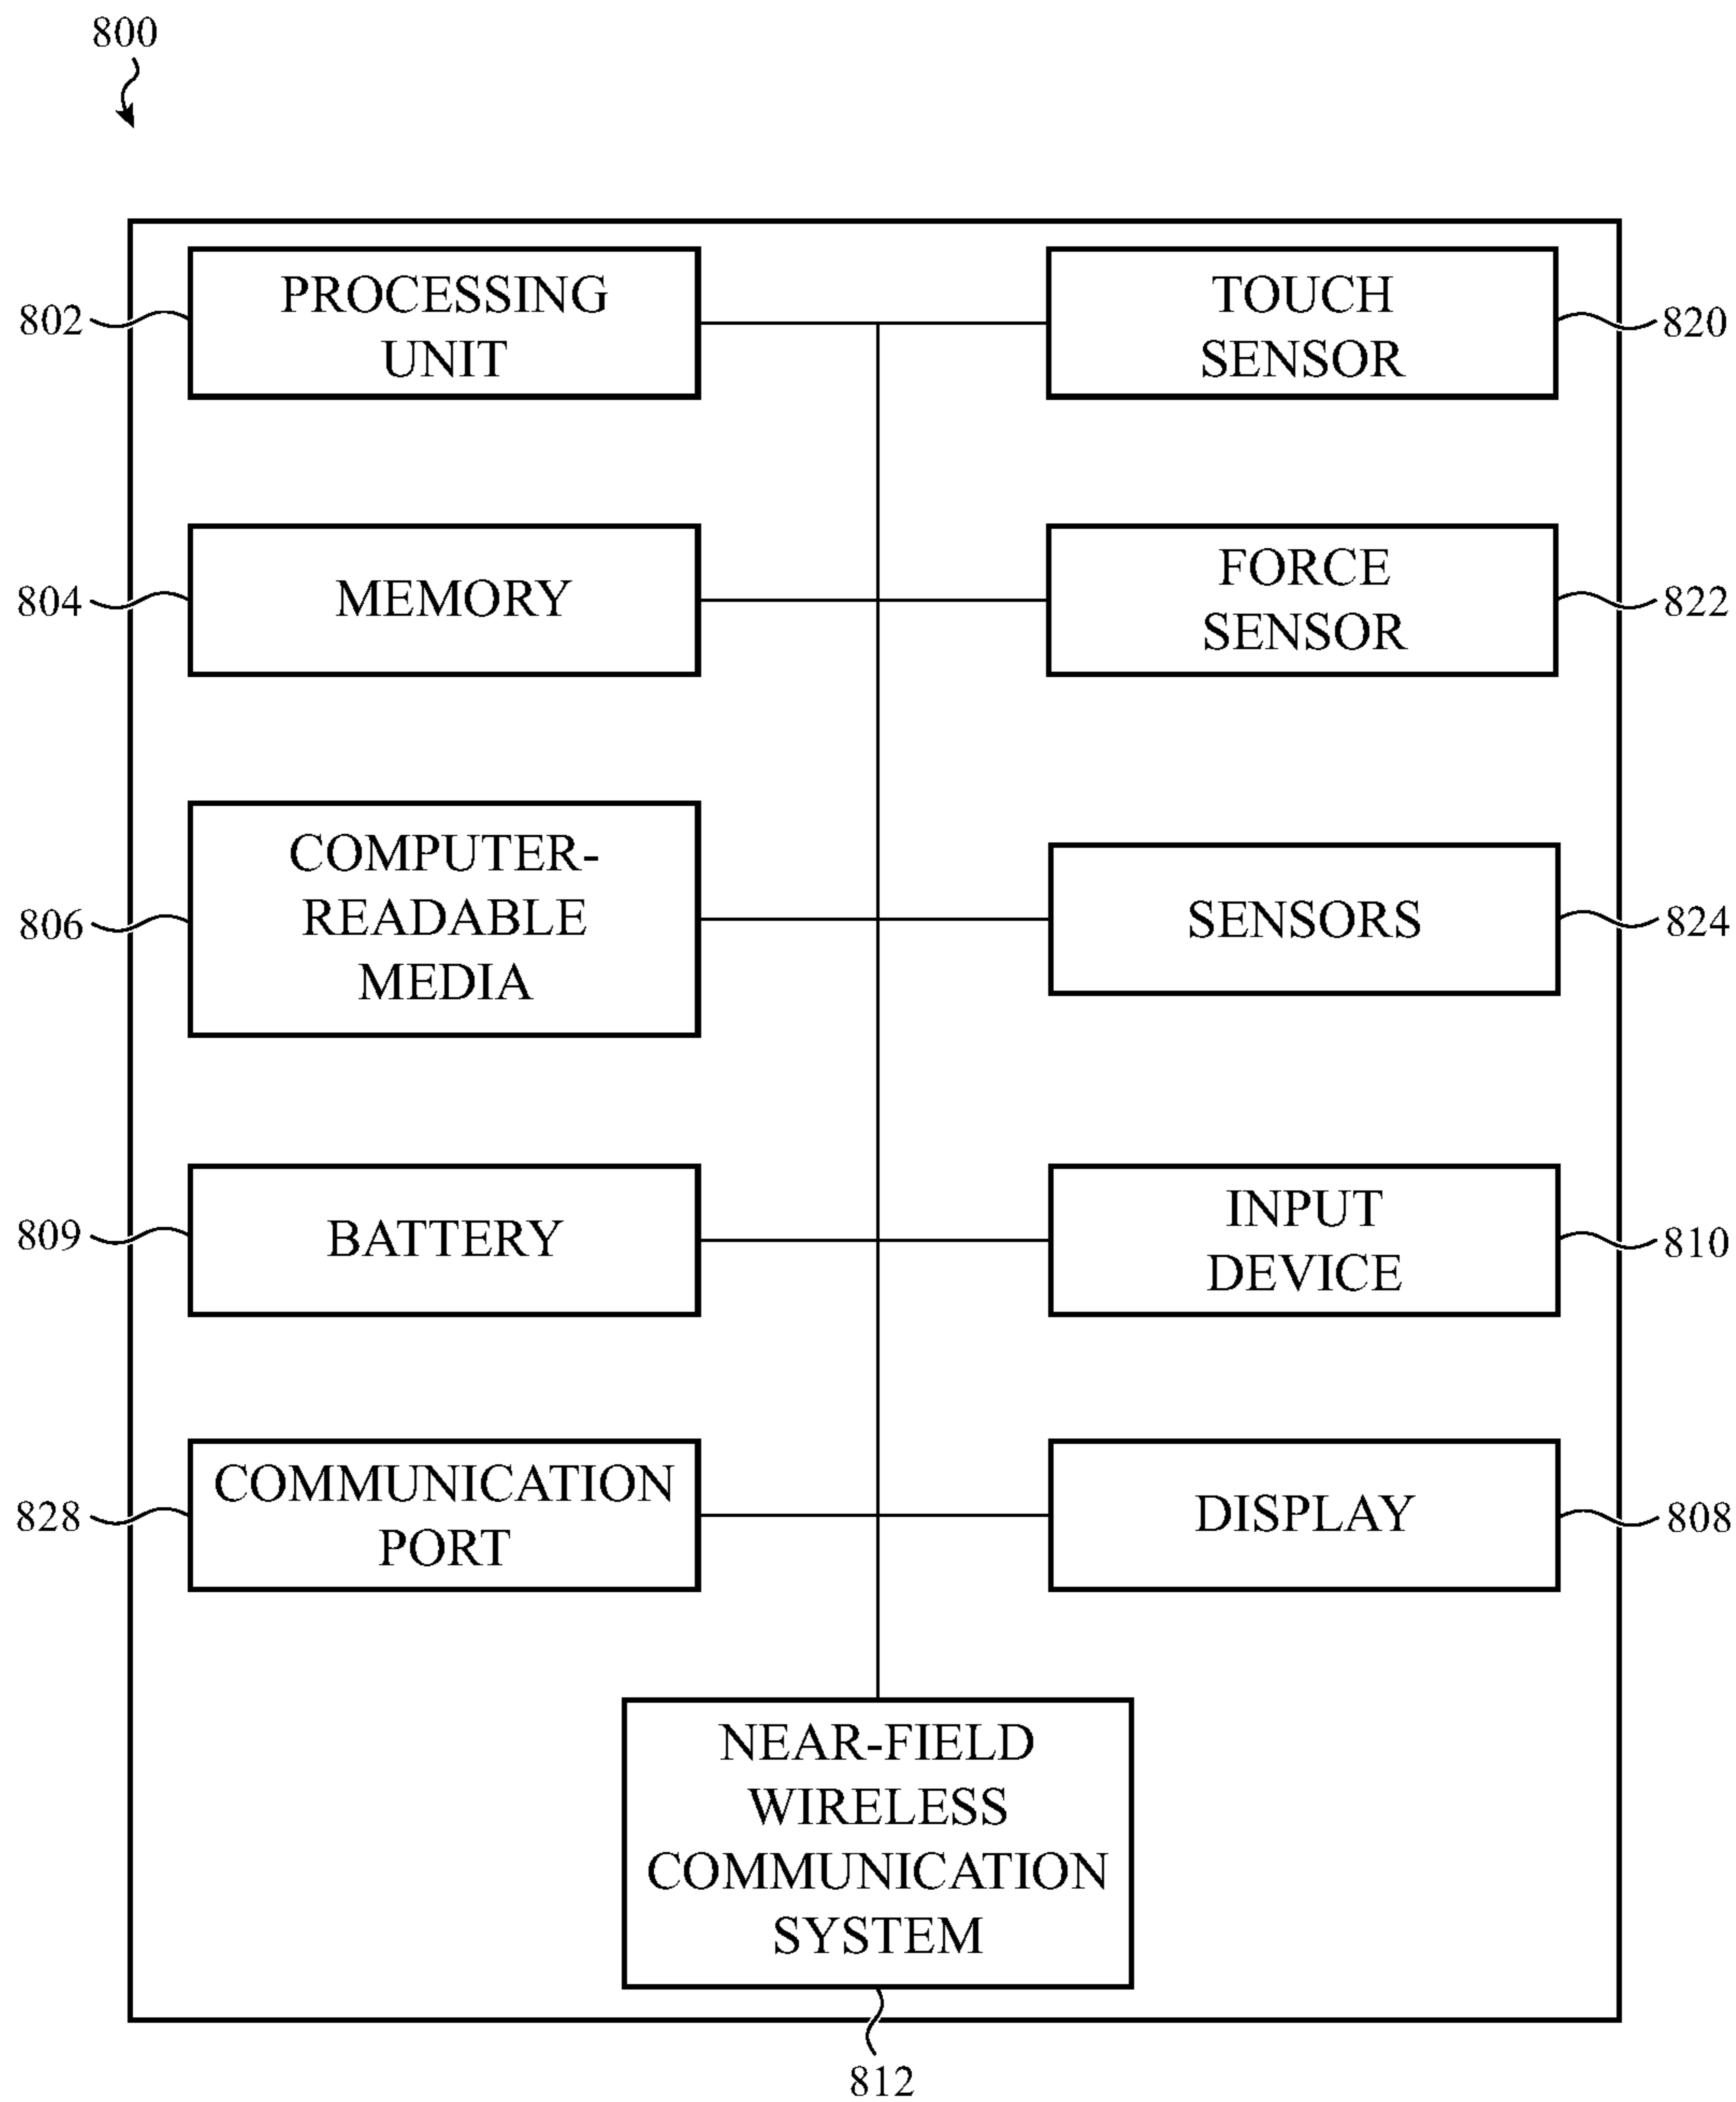 800
802
PROCESSING
UNIT
TOUCH
SENSOR
820
804
MEMORY
FORCE
SENSOR
822
806
COMPUTER-
READABLE
MEDIA
SENSORS
824
809
BATTERY
INPUT
DEVICE
810
828
COMMUNICATION
PORT
DISPLAY
808
NEAR-FIELD
WIRELESS
COMMUNICATION
SYSTEM
812